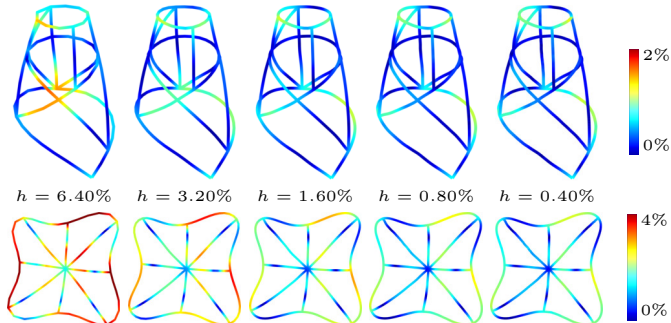 2%
0%
h = 6.40% h = 3.20% h = 1.60% h = 0.80% h = 0.40%
4%
0%